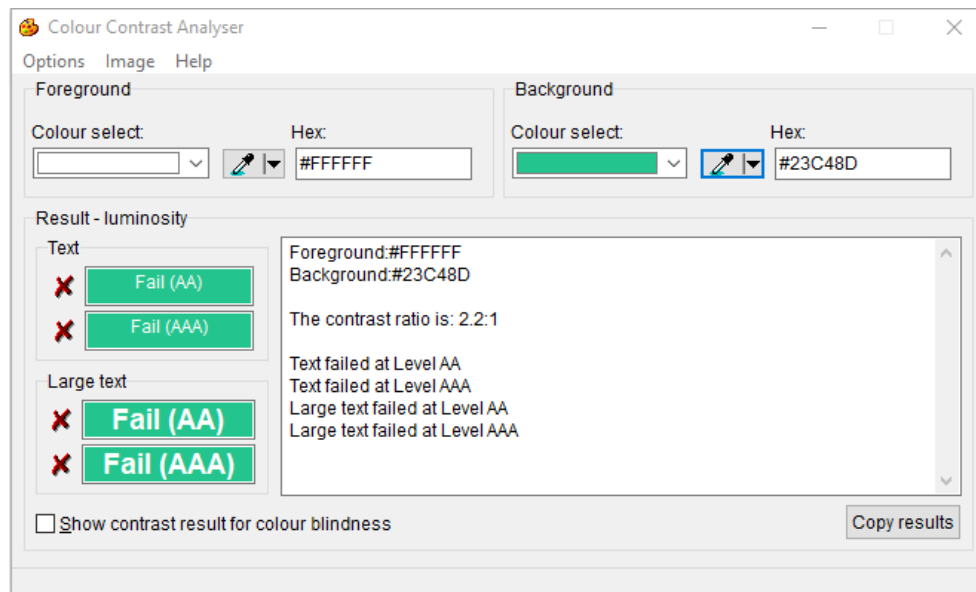 Colour Contrast Analyser
Options Image Help
Foreground
Colour select:
Hex:
#FFFFFF
Background
Colour select:
Hex:
#23C48D
Result - luminosity
Text
Fail (AA)
Fail (AAA)
Large text
Fail (AA)
Fail (AAA)
Foreground:#FFFFFF
Background:#23C48D
The contrast ratio is: 2.2:1
Text failed at Level AA
Text failed at Level AAA
Large text failed at Level AA
Large text failed at Level AAA
Show contrast result for colour blindness
Copy results